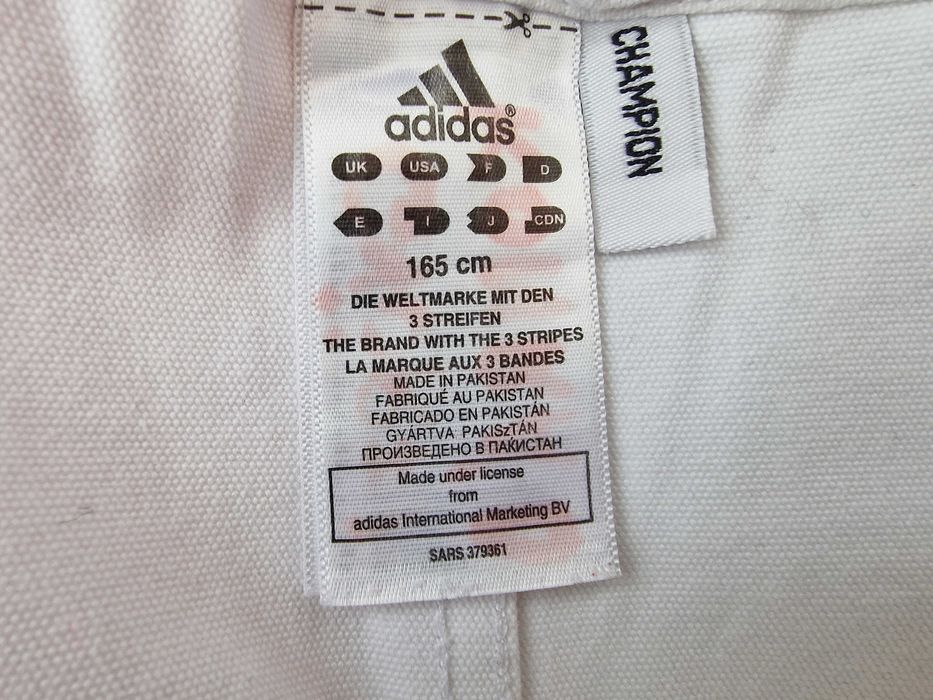 adidas®
UK USA F D
E I J CDN
165 cm
DIE WELTMARKE MIT DEN
3 STREIFEN
THE BRAND WITH THE 3 STRIPES
LA MARQUE AUX 3 BANDES
MADE IN PAKISTAN
FABRIQUÉ AU PAKISTAN
FABRICADO EN PAKISTÁN
GYÁRTVA PAKISzTÁN
ПРОИЗВЕДЕНО В ПАЌИСТАН
Made under license
from
adidas International Marketing BV
SARS 379361
CHAMPION